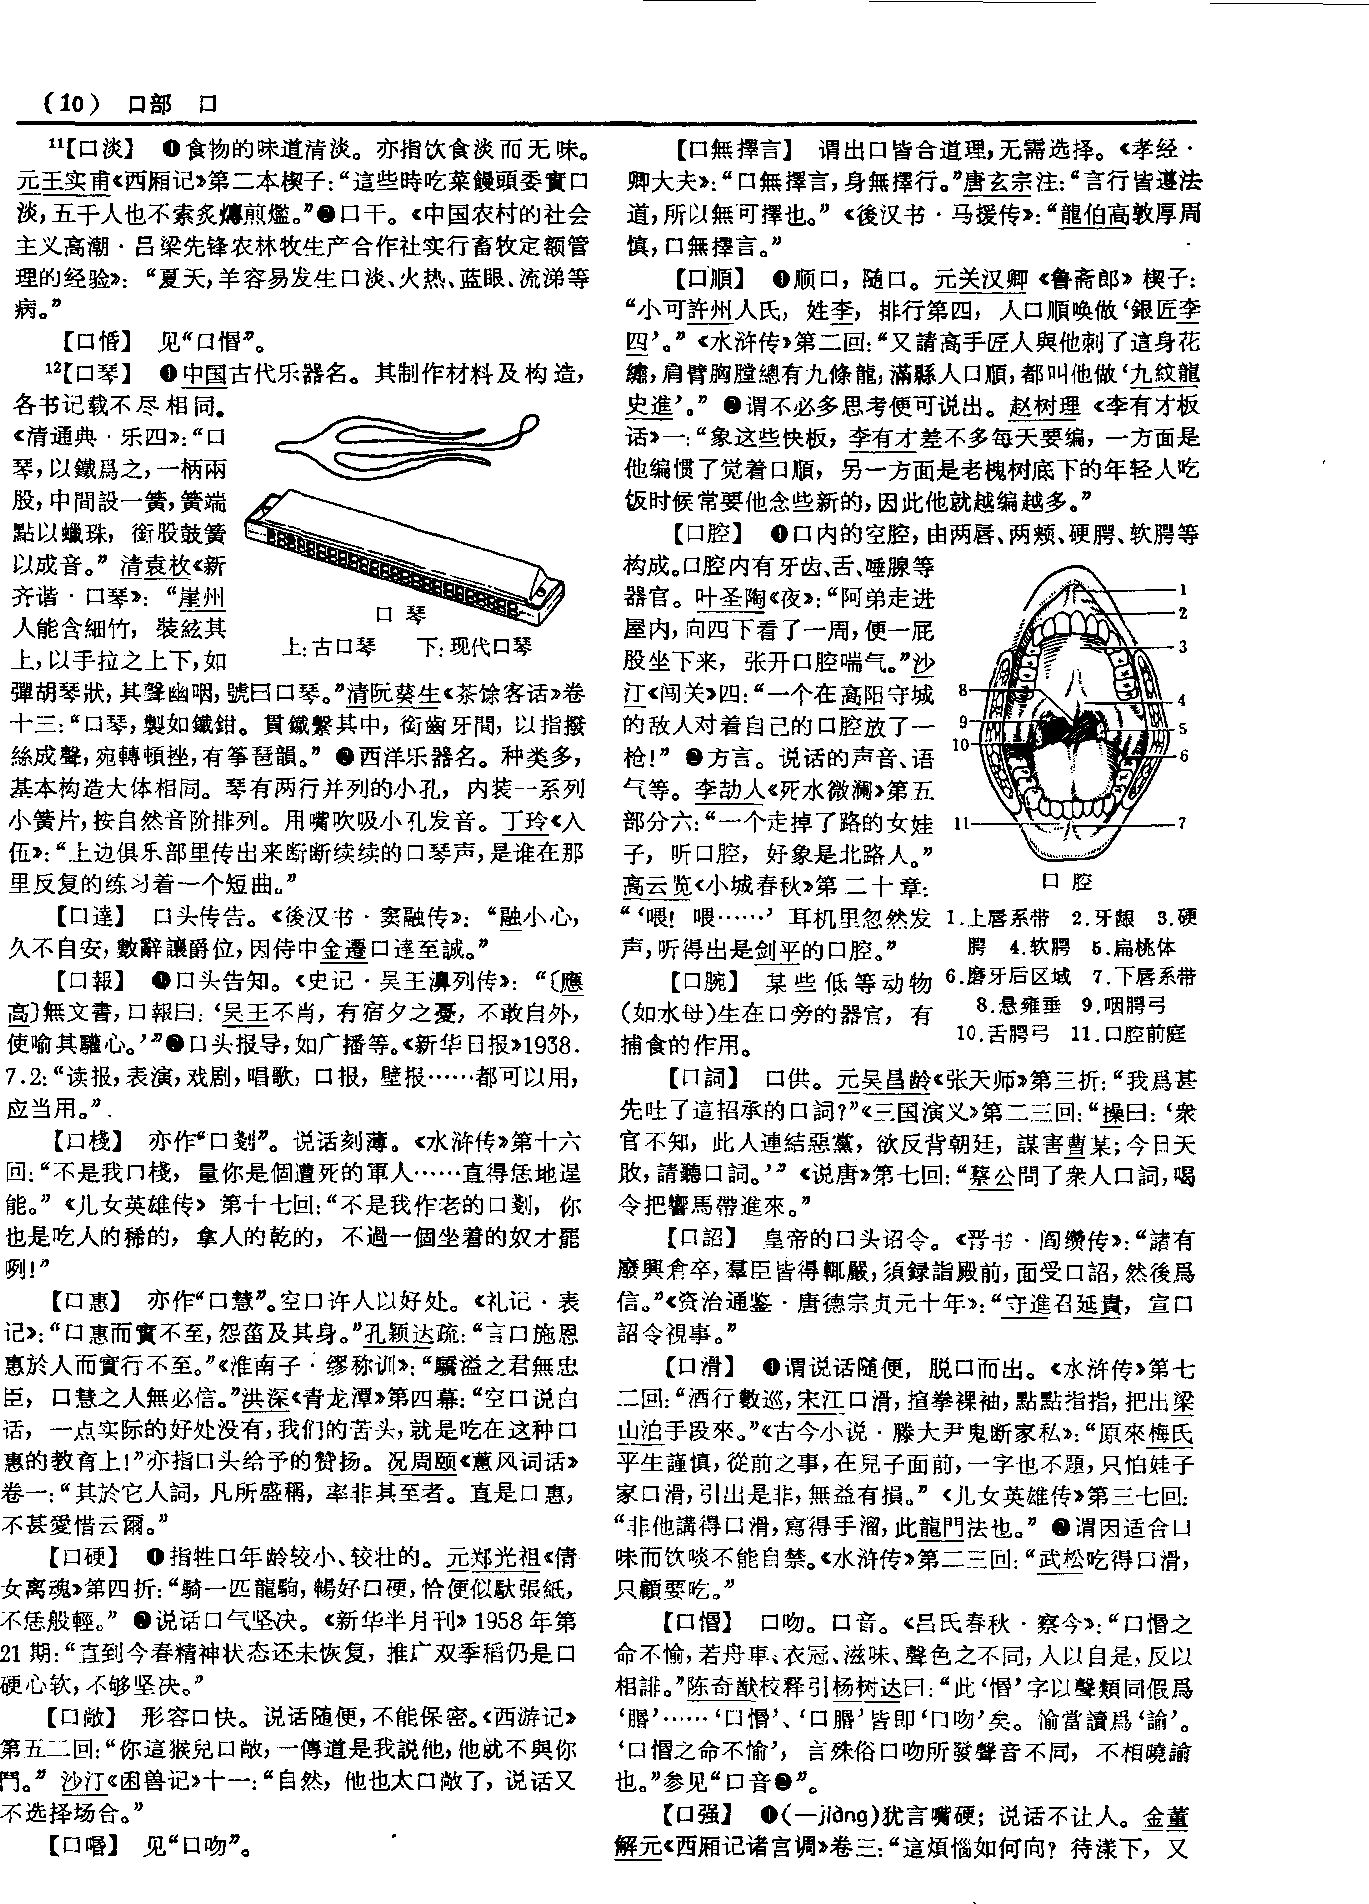 (10) 口部 口
¹¹【口淡】 ❶食物的味道清淡。亦指饮食淡而无味。
元王实甫《西厢记》第二本楔子：“這些時吃菜饅頭委實口
淡，五千人也不索炙煿煎爁。”❷口干。《中国农村的社会
主义高潮·吕梁先锋农林牧生产合作社实行畜牧定额管
理的经验》：“夏天，羊容易发生口淡、火热、蓝眼、流涕等
病。”
【口惛】 见“口㗃”。
¹²【口琴】 ❶中国古代乐器名。其制作材料及构造，
各书记载不尽相同。
《清通典·乐四》：“口
琴，以鐵爲之，一柄兩
股，中間設一簧，簧端
點以蠟珠，銜股鼓簧
以成音。”清袁枚《新
齐谐·口琴》：“崖州
人能含細竹，裝絃其
上，以手拉之上下，如
口琴
上：古口琴 下：现代口琴
彈胡琴狀，其聲幽咽，號曰口琴。”清阮葵生《茶馀客话》卷
十三：“口琴，製如鐵鉗。貫鐵繫其中，銜齒牙間，以指撥
絲成聲，宛轉頓挫，有筝琶韻。”❷西洋乐器名。种类多，
基本构造大体相同。琴有两行并列的小孔，内装一系列
小簧片，按自然音阶排列。用嘴吹吸小孔发音。丁玲《入
伍》：“上边俱乐部里传出来断断续续的口琴声，是谁在那
里反复的练习着一个短曲。”
【口達】 口头传告。《後汉书·窦融传》：“融小心，
久不自安，數辭讓爵位，因侍中金遷口達至誠。”
【口報】 ❶口头告知。《史记·吴王濞列传》：“〔應
高〕無文書，口報曰：‘吴王不肖，有宿夕之憂，不敢自外，
使喻其驩心。’”❷口头报导，如广播等。《新华日报》1938.
7.2：“读报，表演，戏剧，唱歌，口报，壁报……都可以用，
应当用。”
【口棧】 亦作“口剗”。说话刻薄。《水浒传》第十六
回：“不是我口棧，量你是個遭死的軍人……直得恁地逞
能。”《儿女英雄传》第十七回：“不是我作老的口剗，你
也是吃人的稀的，拿人的乾的，不過一個坐着的奴才罷
咧！”
【口惠】 亦作“口慧”。空口许人以好处。《礼记·表
记》：“口惠而實不至，怨菑及其身。”孔颖达疏：“言口施恩
惠於人而實行不至。”《淮南子·缪称训》：“驕溢之君無忠
臣，口慧之人無必信。”洪深《青龙潭》第四幕：“空口说白
话，一点实际的好处没有，我们的苦头，就是吃在这种口
惠的教育上！”亦指口头给予的赞扬。况周颐《蕙风词话》
卷一：“其於它人詞，凡所盛稱，率非其至者。直是口惠，
不甚愛惜云爾。”
【口硬】 ❶指牲口年龄较小、较壮的。元郑光祖《倩
女离魂》第四折：“騎一匹龍駒，暢好口硬，恰便似馱張紙，
不恁般輕。”❷说话口气坚决。《新华半月刊》1958年第
21期：“直到今春精神状态还未恢复，推广双季稻仍是口
硬心软，不够坚决。”
【口敞】 形容口快。说话随便，不能保密。《西游记》
第五二回：“你這猴兒口敞，一傳道是我説他，他就不與你
鬥。”沙汀《困兽记》十一：“自然，他也太口敞了，说话又
不选择场合。”
【口㗃】 见“口吻”。
【口無擇言】 谓出口皆合道理，无需选择。《孝经·
卿大夫》：“口無擇言，身無擇行。”唐玄宗注：“言行皆遵法
道，所以無可擇也。”《後汉书·马援传》：“龍伯高敦厚周
慎，口無擇言。”
【口順】 ❶顺口，随口。元关汉卿《鲁斋郎》楔子：
“小可許州人氏，姓李，排行第四，人口順唤做‘銀匠李
四’。”《水浒传》第二回：“又請高手匠人與他刺了這身花
繡，肩臂胸膛總有九條龍，滿縣人口順，都叫他做‘九紋龍
史進’。”❷谓不必多思考便可说出。赵树理《李有才板
话》一：“象这些快板，李有才差不多每天要编，一方面是
他编惯了觉着口順，另一方面是老槐树底下的年轻人吃
饭时候常要他念些新的，因此他就越编越多。”
【口腔】 ❶口内的空腔，由两唇、两颊、硬腭、软腭等
构成。口腔内有牙齿、舌、唾腺等
器官。叶圣陶《夜》：“阿弟走进
屋内，向四下看了一周，便一屁
股坐下来，张开口腔喘气。”沙
汀《闯关》四：“一个在高阳守城
的敌人对着自己的口腔放了一
枪！”❷方言。说话的声音、语
气等。李劼人《死水微澜》第五
部分六：“一个走掉了路的女娃
子，听口腔，好象是北路人。”
高云览《小城春秋》第二十章：
“‘喂！喂……’耳机里忽然发
声，听得出是剑平的口腔。”
1
2
3
4
5
6
7
8
9
10
11
口腔
1.上唇系带 2.牙龈 3.硬
腭 4.软腭 5.扁桃体
6.磨牙后区域 7.下唇系带
8.悬雍垂 9.咽腭弓
10.舌腭弓 11.口腔前庭
【口腕】 某些低等动物
(如水母)生在口旁的器官，有
捕食的作用。
【口詞】 口供。元吴昌龄《张天师》第三折：“我爲甚
先吐了這招承的口詞？”《三国演义》第二三回：“操曰：‘衆
官不知，此人連結惡黨，欲反背朝廷，謀害曹某；今日天
敗，請聽口詞。’”《说唐》第七回：“蔡公問了衆人口詞，喝
令把響馬帶進來。”
【口詔】 皇帝的口头诏令。《晋书·阎缵传》：“諸有
廢興倉卒，羣臣皆得輒嚴，須録詣殿前，面受口詔，然後爲
信。”《资治通鉴·唐德宗贞元十年》：“守進召延貴，宣口
詔令視事。”
【口滑】 ❶谓说话随便，脱口而出。《水浒传》第七
二回：“酒行數巡，宋江口滑，揎拳裸袖，點點指指，把出梁
山泊手段來。”《古今小说·滕大尹鬼断家私》：“原來梅氏
平生謹慎，從前之事，在兒子面前，一字也不題，只怕娃子
家口滑，引出是非，無益有損。”《儿女英雄传》第三七回：
“非他講得口滑，寫得手溜，此龍門法也。”❷谓因适合口
味而饮啖不能自禁。《水浒传》第二三回：“武松吃得口滑，
只顧要吃。”
【口惽】 口吻。口音。《吕氏春秋·察今》：“口惽之
命不愉，若舟車、衣冠、滋味、聲色之不同，人以自是，反以
相誹。”陈奇猷校释引杨树达曰：“此‘惽’字以聲類同假爲
‘脣’……‘口惽’、‘口脣’皆即‘口吻’矣。愉當讀爲‘諭’。
‘口惽之命不愉’，言殊俗口吻所發聲音不同，不相曉諭
也。”参见“口音❷”。
【口强】 ❶(—jiàng)犹言嘴硬；说话不让人。金董
解元《西厢记诸宫调》卷三：“這煩惱如何向？待漾下，又